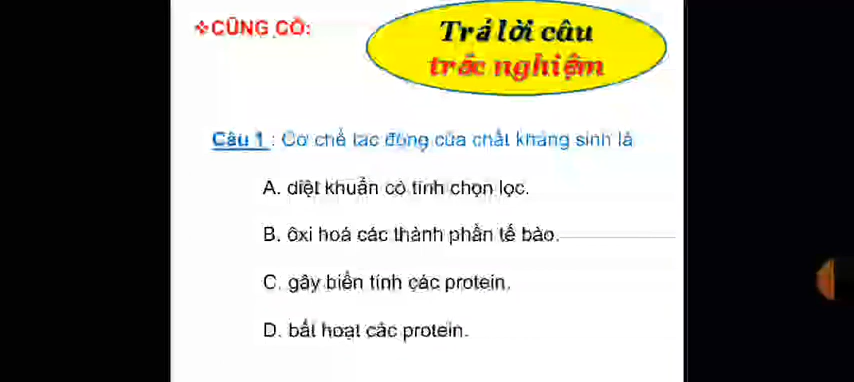 ❖CỦNG CỐ:
Trả lời câu
trắc nghiệm
Câu 1 : Cơ chế tác động của chất kháng sinh là
A. diệt khuẩn có tính chọn lọc.
B. ôxi hoá các thành phần tế bào.
C. gây biến tính các protein.
D. bất hoạt các protein.